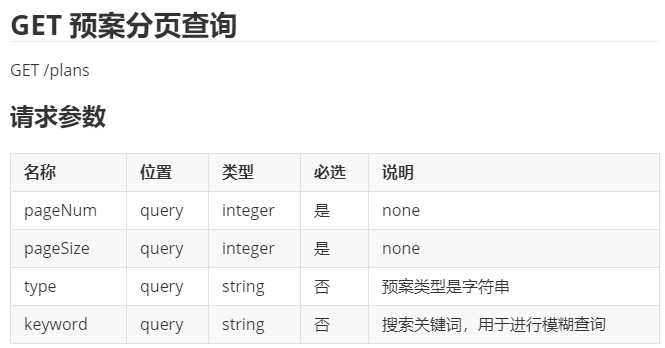 GET 预案分页查询
GET /plans
请求参数
名称 位置 类型 必选 说明
pageNum query integer 是 none
pageSize query integer 是 none
type query string 否 预案类型是字符串
keyword query string 否 搜索关键词，用于进行模糊查询